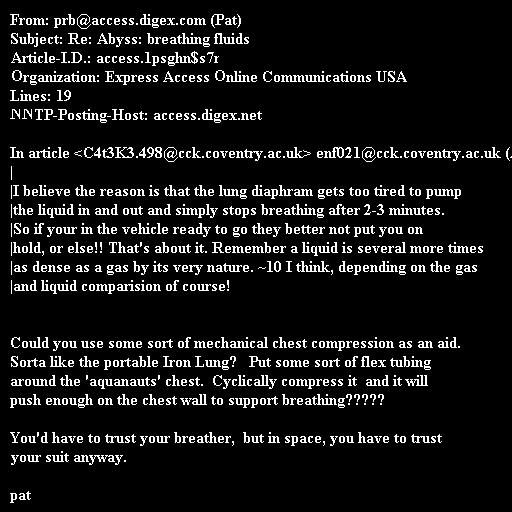 From: prb@access.digex.com (Pat)
Subject: Re: Abyss: breathing fluids
Article-I.D.: access.1psghn$s7r
Organization: Express Access Online Communications USA
Lines: 19
NNTP-Posting-Host: access.digex.net

In article <C4t3K3.498@cck.coventry.ac.uk> enf021@cck.coventry.ac.uk (.
|
|I believe the reason is that the lung diaphram gets too tired to pump
|the liquid in and out and simply stops breathing after 2-3 minutes.
|So if your in the vehicle ready to go they better not put you on
|hold, or else!! That's about it. Remember a liquid is several more times
|as dense as a gas by its very nature. ~10 I think, depending on the gas
|and liquid comparision of course!

Could you use some sort of mechanical chest compression as an aid.
Sorta like the portable Iron Lung?   Put some sort of flex tubing
around the 'aquanauts' chest.  Cyclically compress it  and it will
push enough on the chest wall to support breathing?????

You'd have to trust your breather,  but in space, you have to trust
your suit anyway.

pat